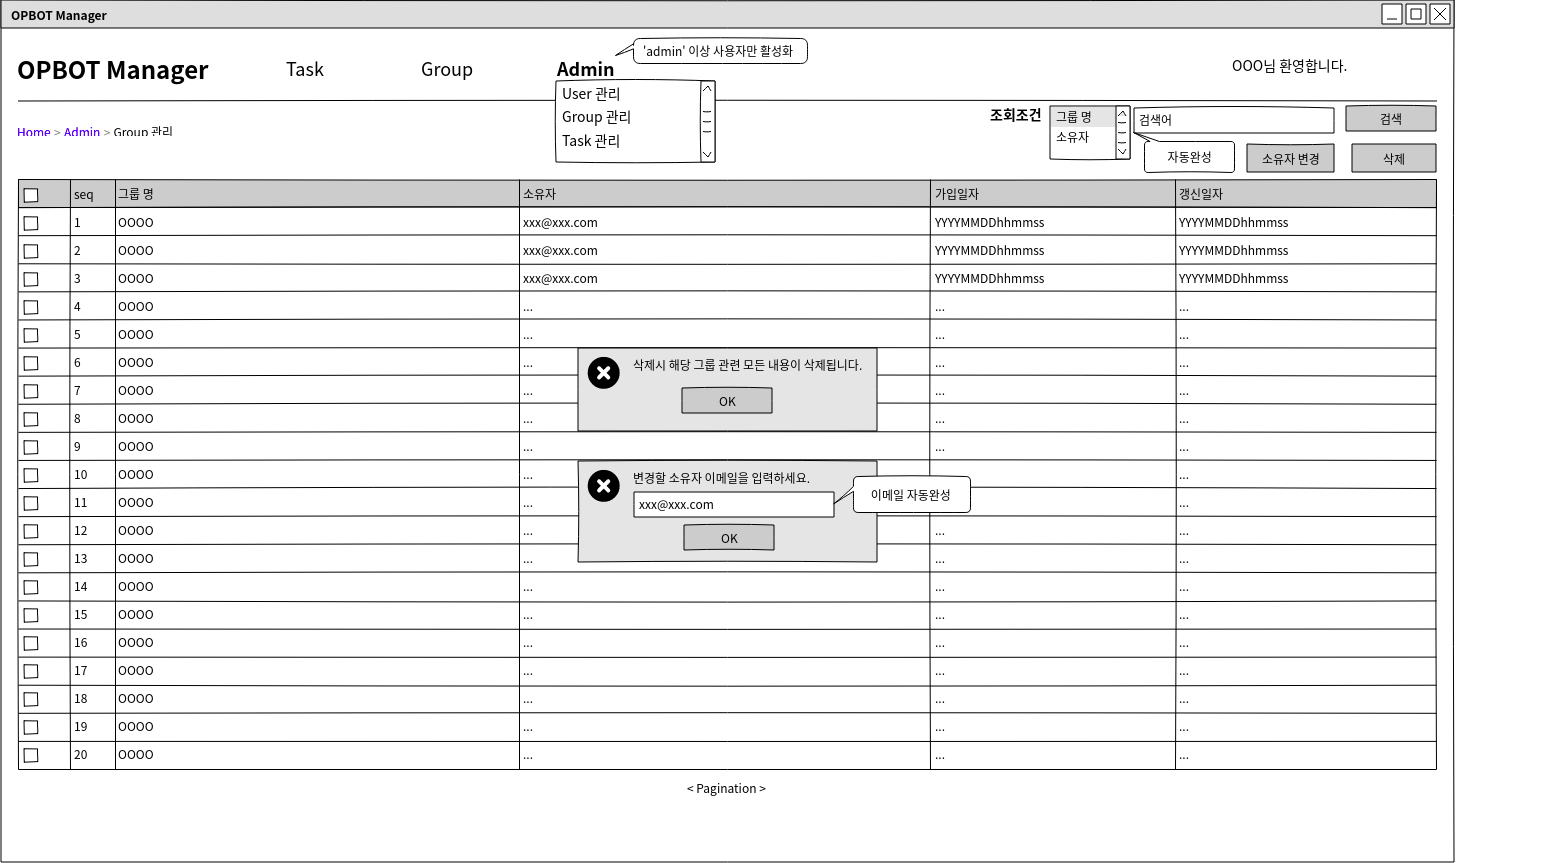 OPBOT Manager
'admin' 이상 사용자만 활성화
OPBOT Manager Task Group Admin OOO님 환영합니다.
User 관리
Group 관리
Task 관리
Home > Admin > Group 관리
조회조건 그룹 명 검색어 검색
소유자
자동완성 소유자 변경 삭제
seq 그룹 명 소유자 가입일자 갱신일자
1 OOOO xxx@xxx.com YYYYMMDDhhmmss YYYYMMDDhhmmss
2 OOOO xxx@xxx.com YYYYMMDDhhmmss YYYYMMDDhhmmss
3 OOOO xxx@xxx.com YYYYMMDDhhmmss YYYYMMDDhhmmss
4 OOOO ... ... ...
5 OOOO ... ... ...
6 OOOO ... ... ...
7 OOOO ... ... ...
8 OOOO ... ... ...
9 OOOO ... ... ...
10 OOOO ... ... ...
11 OOOO ... ... ...
12 OOOO ... ... ...
13 OOOO ... ... ...
14 OOOO ... ... ...
15 OOOO ... ... ...
16 OOOO ... ... ...
17 OOOO ... ... ...
18 OOOO ... ... ...
19 OOOO ... ... ...
20 OOOO ... ... ...
삭제시 해당 그룹 관련 모든 내용이 삭제됩니다.
OK
변경할 소유자 이메일을 입력하세요.
xxx@xxx.com
이메일 자동완성
OK
< Pagination >